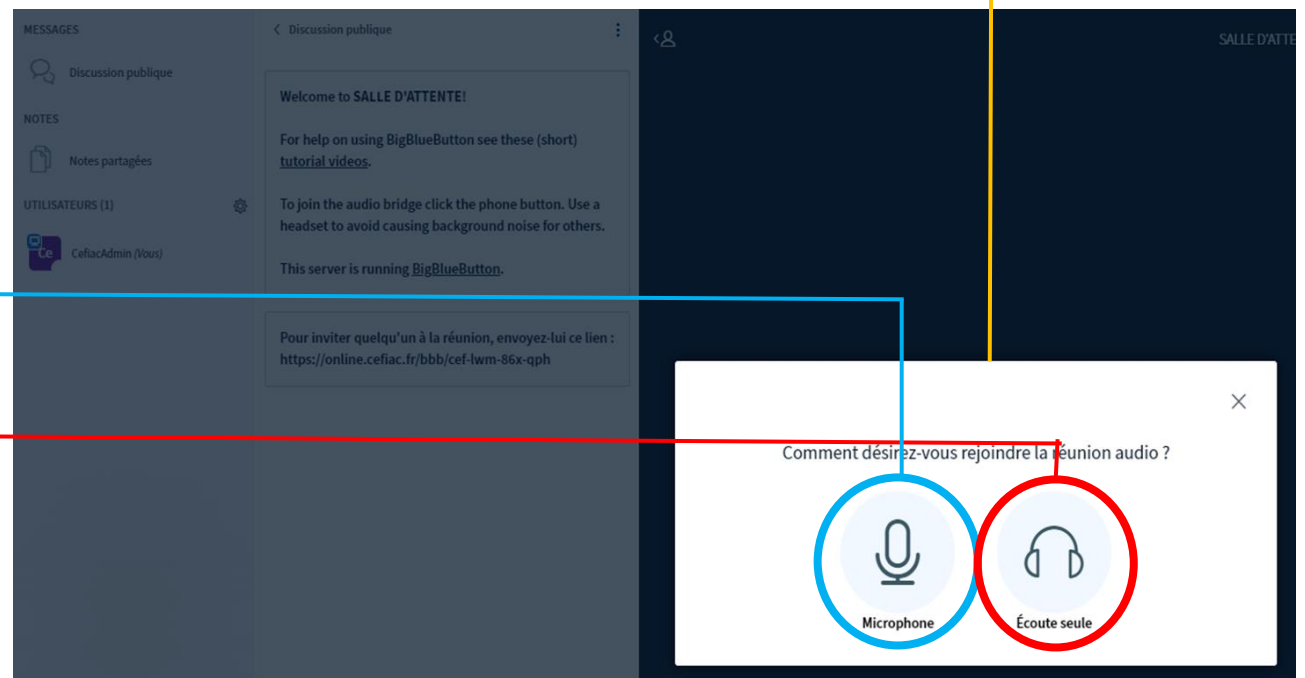 MESSAGES
Discussion publique
NOTES
Notes partagées
UTILISATEURS (1)
Ce
CefiacAdmin (Vous)
Discussion publique
Welcome to SALLE D'ATTENTE!
For help on using BigBlueButton see these (short)
tutorial videos.
To join the audio bridge click the phone button. Use a
headset to avoid causing background noise for others.
This server is running BigBlueButton.
Pour inviter quelqu'un à la réunion, envoyez-lui ce lien :
https://online.cefiac.fr/bbb/cef-lwm-86x-qph
SALLE D'ATTE
Comment désirez-vous rejoindre la réunion audio ?
Microphone
Écoute seule